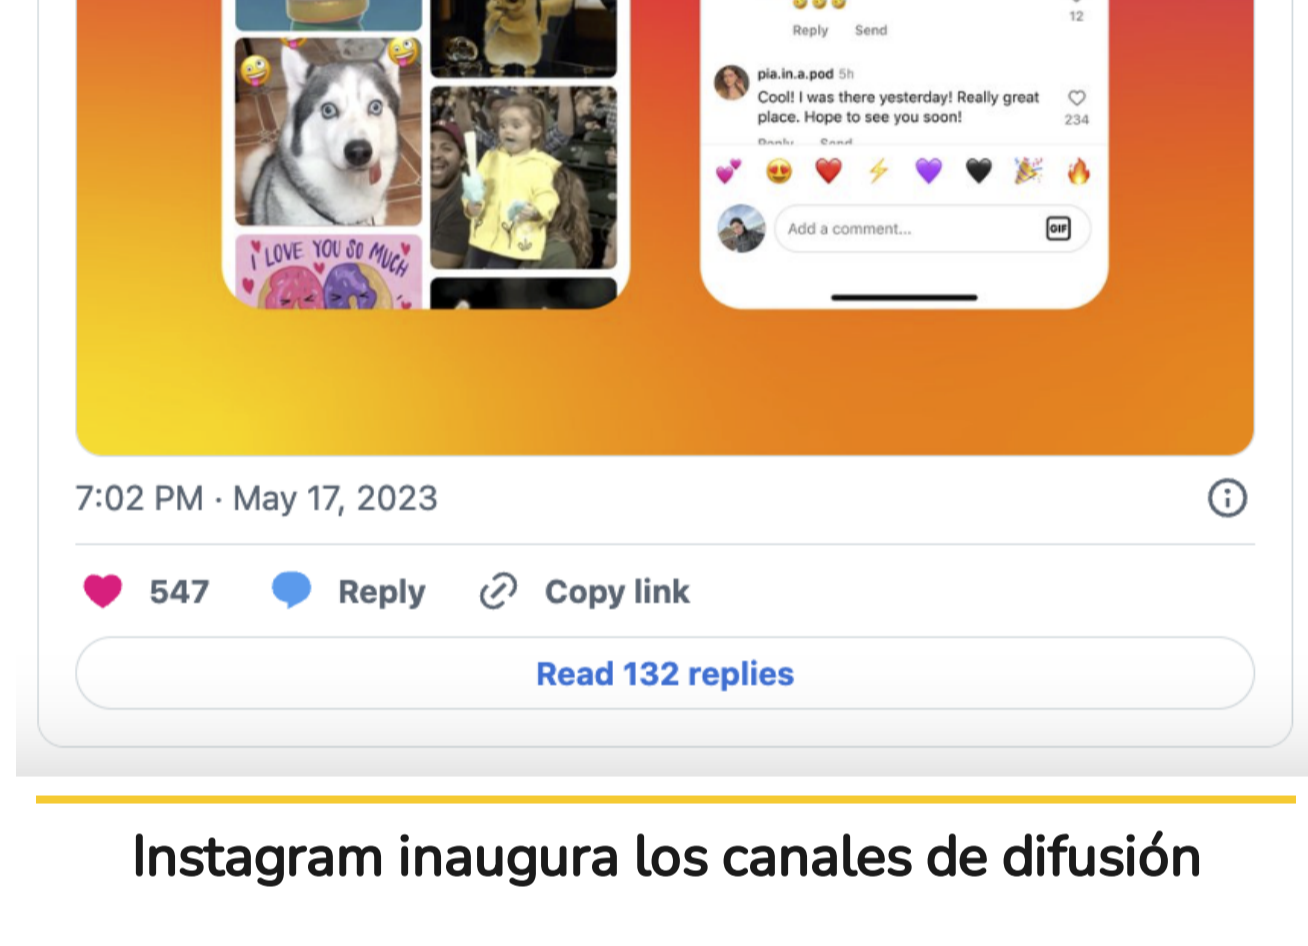 12
Reply Send
pia.in.a.pod 5h
Cool! I was there yesterday! Really great
place. Hope to see you soon!
234
Reply Send
GIF
Add a comment...
I LOVE YOU SO MUCH
7:02 PM · May 17, 2023
547 Reply Copy link
Read 132 replies
Instagram inaugura los canales de difusión